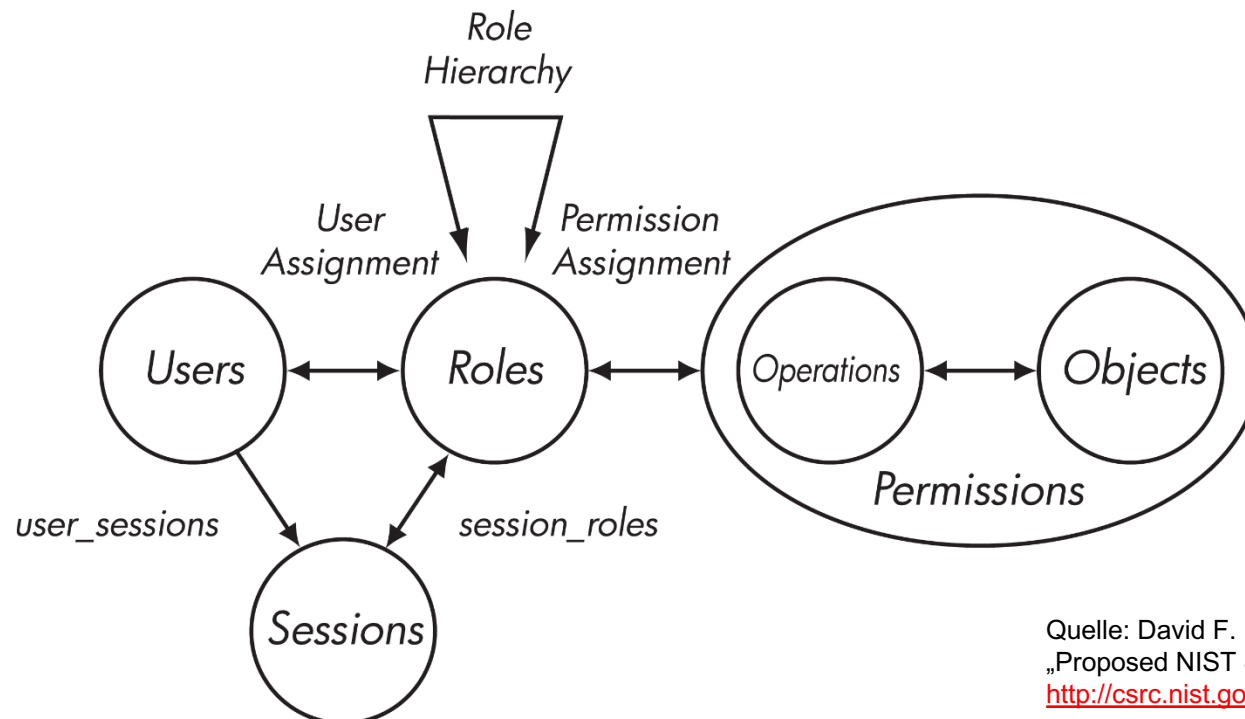 Role
Hierarchy
User
Assignment
Permission
Assignment
Users
Roles
Operations
Objects
Permissions
user_sessions
session_roles
Sessions
Quelle: David F.
„Proposed NIST
http://csrc.nist.go